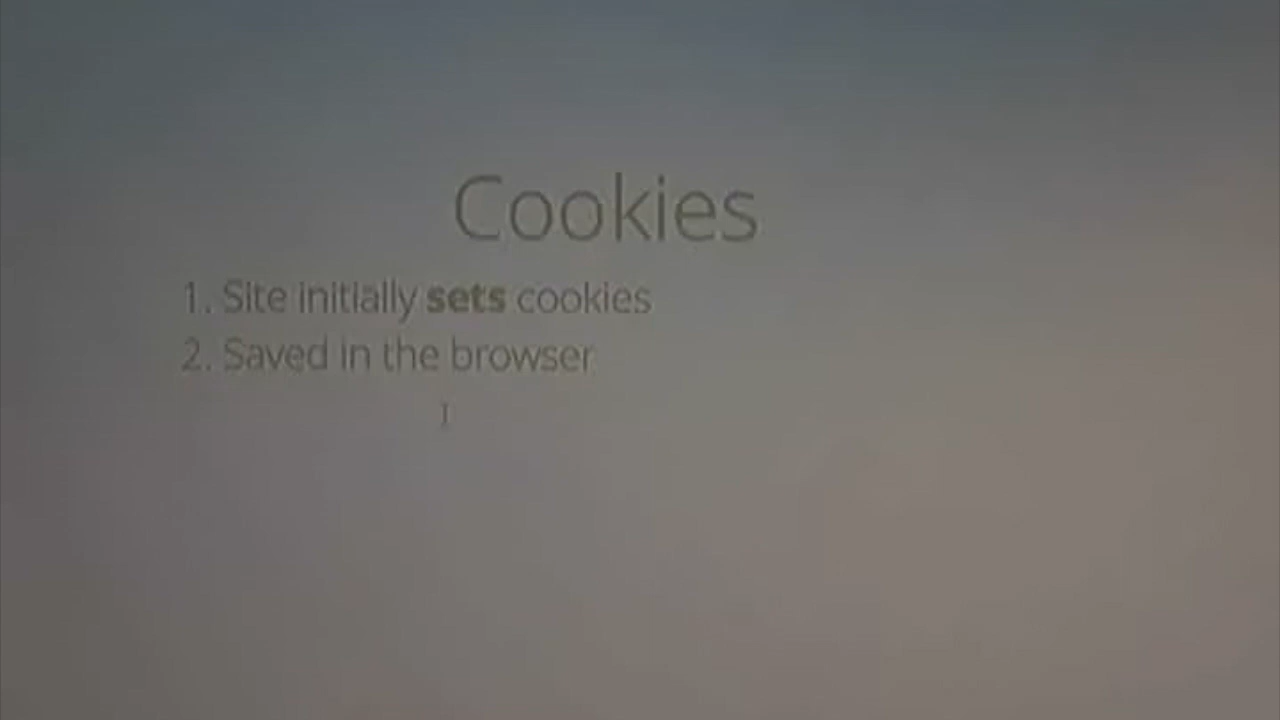 Cookies
1. Site initially sets cookies
2. Saved in the browser